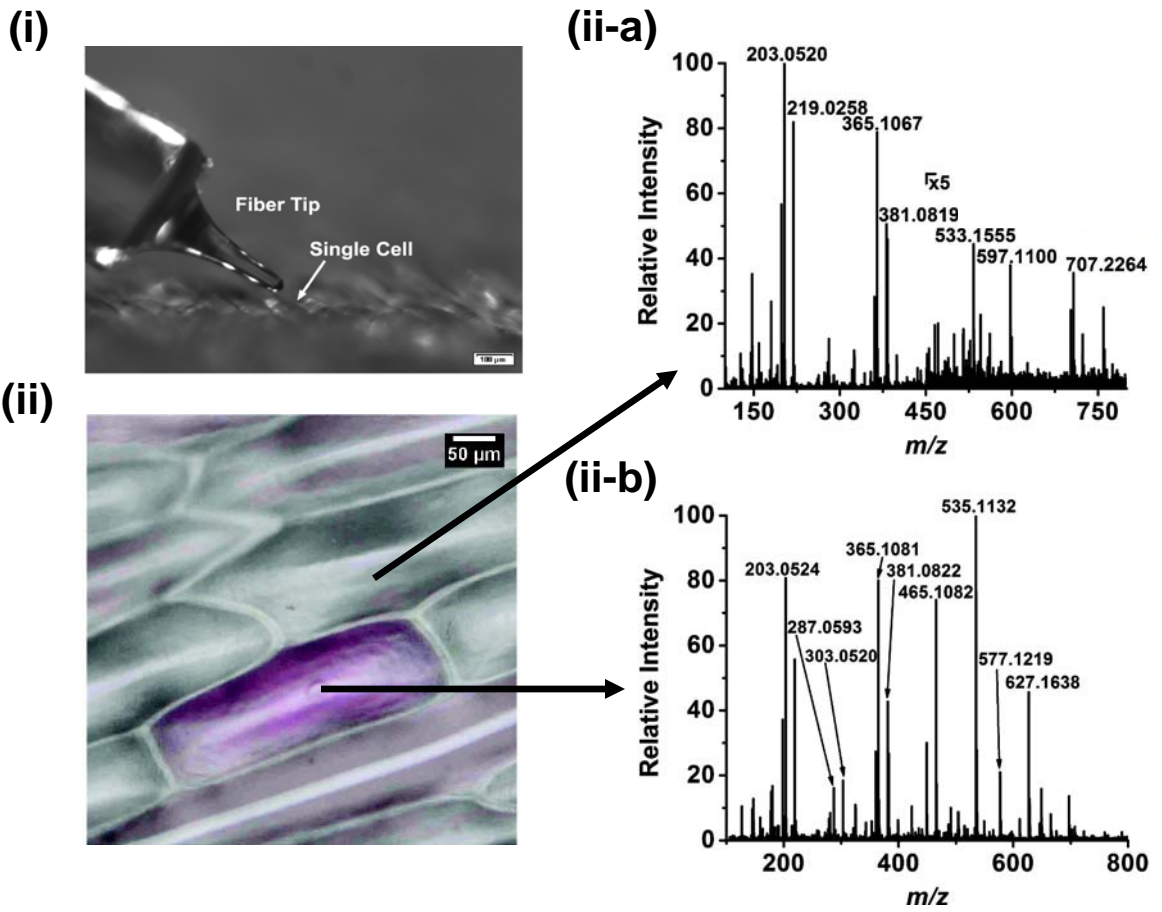 (i)
Fiber Tip
Single Cell
100 µm
(ii)
50 µm
(ii-a)
Relative Intensity
100
80
60
40
20
0
203.0520
219.0258
365.1067
x5
381.0819
533.1555
597.1100
707.2264
150
300
450
600
750
m/z
(ii-b)
Relative Intensity
100
80
60
40
20
0
535.1132
365.1081
203.0524
381.0822
465.1082
287.0593
303.0520
577.1219
627.1638
200
400
600
800
m/z